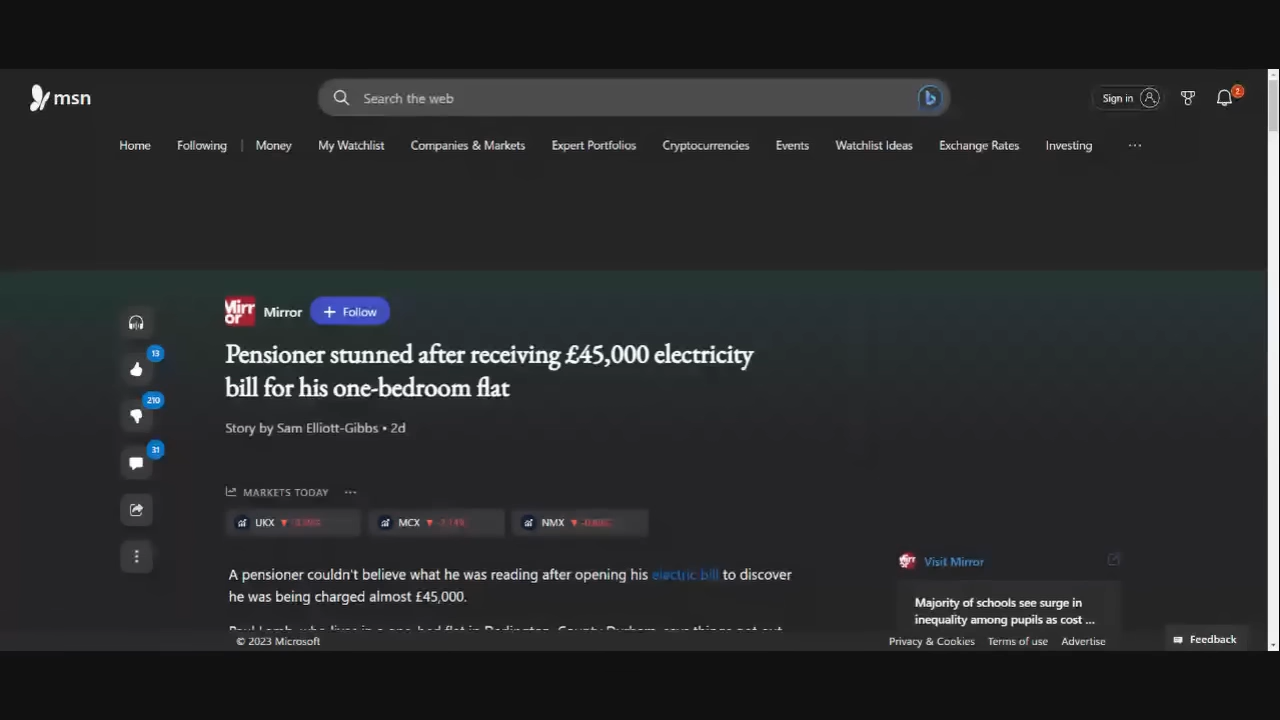 msn
Search the web
Sign in
2
Home Following Money My Watchlist Companies & Markets Expert Portfolios Cryptocurrencies Events Watchlist Ideas Exchange Rates Investing ...
Mirror
Mirror + Follow
13
Pensioner stunned after receiving £45,000 electricity
bill for his one-bedroom flat
210
Story by Sam Elliott-Gibbs • 2d
31
MARKETS TODAY ...
UKX MCX NMX
Visit Mirror
A pensioner couldn't believe what he was reading after opening his electric bill to discover
he was being charged almost £45,000.
Majority of schools see surge in
inequality among pupils as cost ...
© 2023 Microsoft
Privacy & Cookies Terms of use Advertise
Feedback